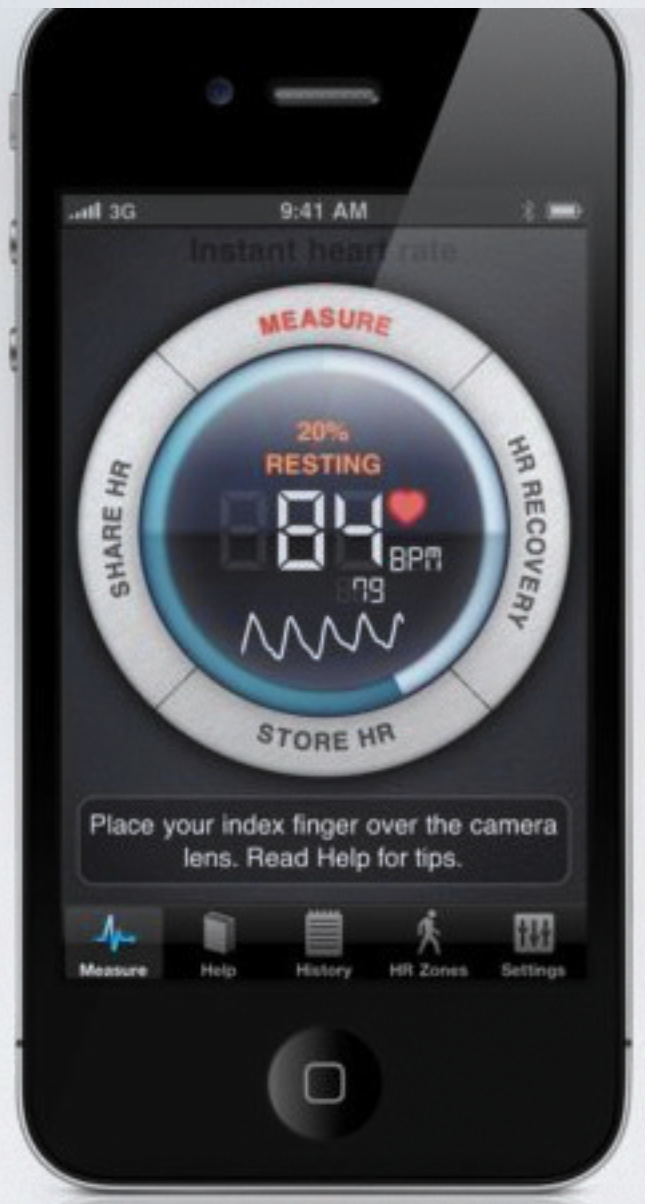 3G 9:41 AM
Instant heart rate
MEASURE
SHARE HR
HR RECOVERY
STORE HR
20%
RESTING
84
BPM
79
Place your index finger over the camera
lens. Read Help for tips.
Measure Help History HR Zones Settings